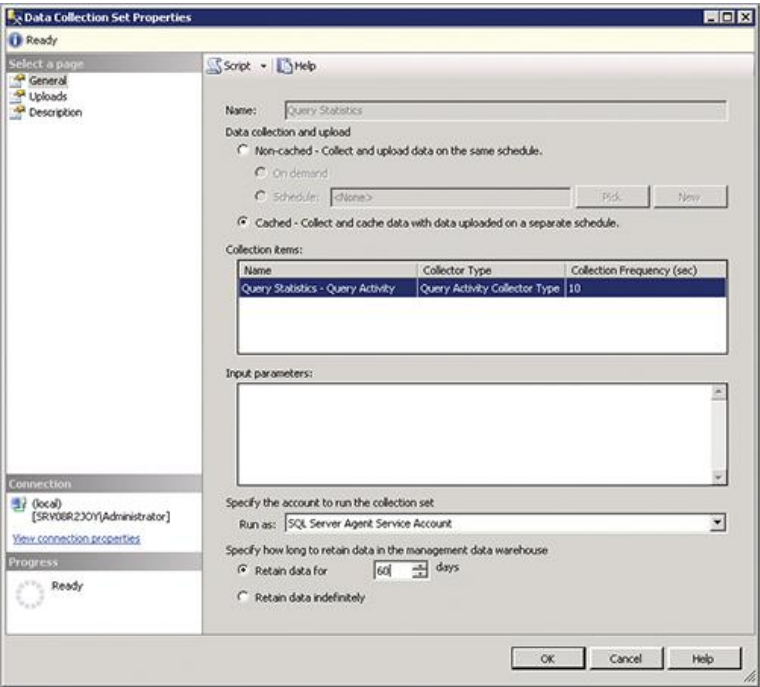 Data Collection Set Properties
Ready
Select a page
General
Uploads
Description
Script Help
Name: Query Statistics
Data collection and upload
Non-cached - Collect and upload data on the same schedule.
On demand
Schedule: <None> Pick New
Cached - Collect and cache data with data uploaded on a separate schedule.
Collection items:
Name Collector Type Collection Frequency (sec)
Query Statistics - Query Activity Query Activity Collector Type 10
Input parameters:
Connection
(local)
[SRV08R2JOY\Administrator]
View connection properties
Progress
Ready
Specify the account to run the collection set
Run as: SQL Server Agent Service Account
Specify how long to retain data in the management data warehouse
Retain data for 60 days
Retain data indefinitely
OK Cancel Help